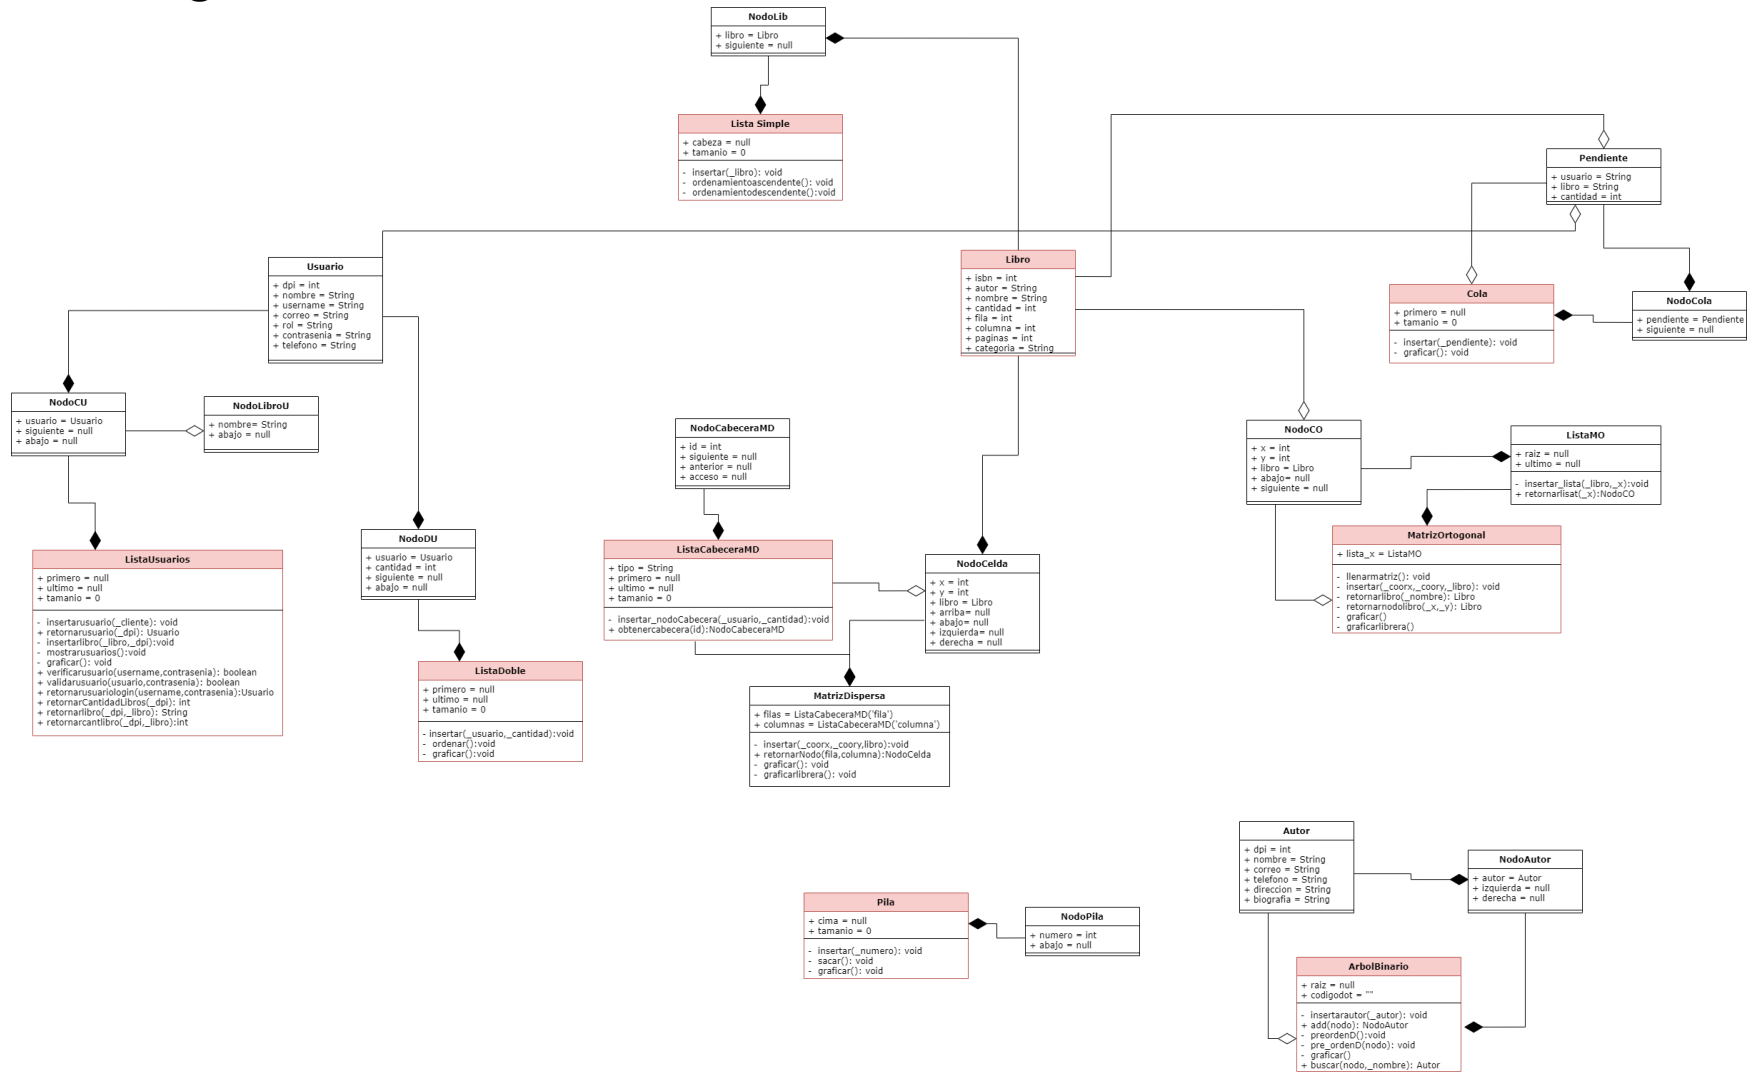 NodoLib
+ libro = Libro
+ siguiente = null
Lista Simple
+ cabeza = null
+ tamanio = 0
- insertar(_libro): void
- ordenamientoascendente(): void
- ordenamientodescendente():void
Pendiente
+ usuario = String
+ libro = String
+ cantidad = int
Usuario
+ dpi = int
+ nombre = String
+ username = String
+ correo = String
+ rol = String
+ contrasenia = String
+ telefono = String
Libro
+ isbn = int
+ autor = String
+ nombre = String
+ cantidad = int
+ fila = int
+ columna = int
+ paginas = int
+ categoria = String
Cola
+ primero = null
+ tamanio = 0
- insertar(_pendiente): void
- graficar(): void
NodoCola
+ pendiente = Pendiente
+ siguiente = null
NodoCU
+ usuario = Usuario
+ siguiente = null
+ abajo = null
NodoLibroU
+ nombre= String
+ abajo = null
NodoCabeceraMD
+ id = int
+ siguiente = null
+ anterior = null
+ acceso = null
NodoCO
+ x = int
+ y = int
+ libro = Libro
+ abajo= null
+ siguiente = null
ListaMO
+ raiz = null
+ ultimo = null
- insertar_lista(_libro,_x):void
+ retornarlisat(_x):NodoCO
ListaUsuarios
+ primero = null
+ ultimo = null
+ tamanio = 0
- insertarusuario(_cliente): void
+ retornarusuario(_dpi): Usuario
- insertarlibro(_libro,_dpi):void
- mostrarusuarios():void
- graficar(): void
+ verificarusuario(username,contrasenia): boolean
+ validarusuario(usuario,contrasenia): boolean
+ retornarusuariologin(username,contrasenia):Usuario
+ retornarCantidadLibros(_dpi): int
+ retornarlibro(_dpi,_libro): String
+ retornarcantlibro(_dpi,_libro):int
NodoDU
+ usuario = Usuario
+ cantidad = int
+ siguiente = null
+ abajo = null
ListaCabeceraMD
+ tipo = String
+ primero = null
+ ultimo = null
+ tamanio = 0
- insertar_nodoCabecera(_usuario,_cantidad):void
+ obtenercabecera(id):NodoCabeceraMD
NodoCelda
+ x = int
+ y = int
+ libro = Libro
+ arriba= null
+ abajo= null
+ izquierda= null
+ derecha = null
MatrizOrtogonal
+ lista_x = ListaMO
- llenarmatriz(): void
- insertar(_coorx,_coory,_libro): void
- retornarlibro(_nombre): Libro
- retornarnodolibro(_x,_y): Libro
- graficar()
- graficarlibrera()
ListaDoble
+ primero = null
+ ultimo = null
+ tamanio = 0
- insertar(_usuario,_cantidad):void
- ordenar():void
- graficar():void
MatrizDispersa
+ filas = ListaCabeceraMD('fila')
+ columnas = ListaCabeceraMD('columna')
- insertar(_coorx,_coory,libro):void
+ retornarNodo(fila,columna):NodoCelda
- graficar(): void
- graficarlibrera(): void
Autor
+ dpi = int
+ nombre = String
+ correo = String
+ telefono = String
+ direccion = String
+ biografia = String
NodoAutor
+ autor = Autor
+ izquierda = null
+ derecha = null
Pila
+ cima = null
+ tamanio = 0
- insertar(_numero): void
- sacar(): void
- graficar(): void
NodoPila
+ numero = int
+ abajo = null
ArbolBinario
+ raiz = null
+ codigodot = ""
- insertarautor(_autor): void
+ add(nodo): NodoAutor
- preordenD():void
- pre_ordenD(nodo): void
- graficar()
+ buscar(nodo,_nombre): Autor